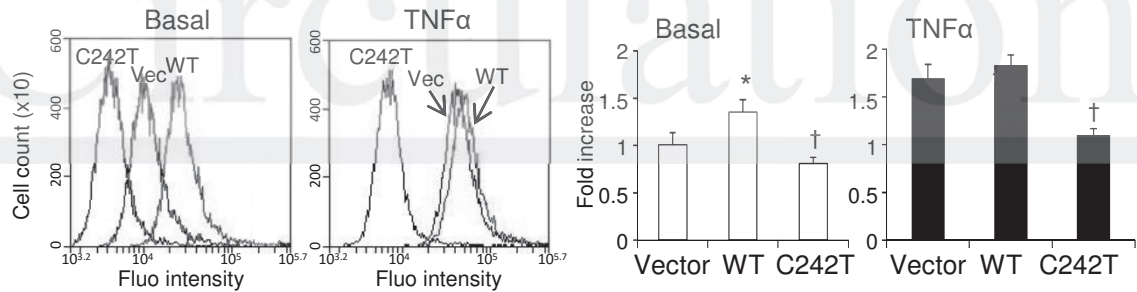 Circulation
Basal
TNFα
Basal
TNFα
Cell count (x10)
600
400
200
0
C242T
Vec
WT
10^3.2 10^4 10^5 10^5.7
Fluo intensity
600
400
200
0
C242T
Vec
WT
10^3.2 10^4 10^5 10^5.7
Fluo intensity
Fold increase
2
1.5
1
0.5
0
*
†
Vector WT C242T
2
1.5
1
0.5
0
†
Vector WT C242T